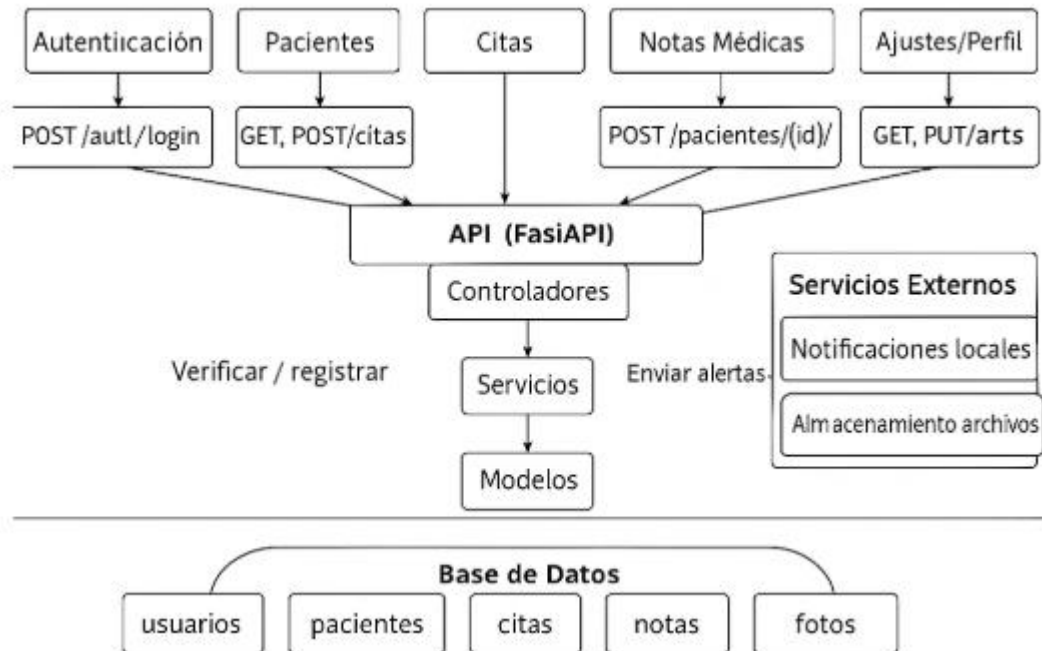 Autentiicación
Pacientes
Citas
Notas Médicas
Ajustes/Perfil
POST /autl/login
GET, POST/citas
POST /pacientes/(id)/
GET, PUT/arts
API (FasiAPI)
Controladores
Servicios Externos
Notificaciones locales
Verificar / registrar
Servicios
Enviar alertas.
Almacenamiento archivos
Modelos
Base de Datos
usuarios
pacientes
citas
notas
fotos